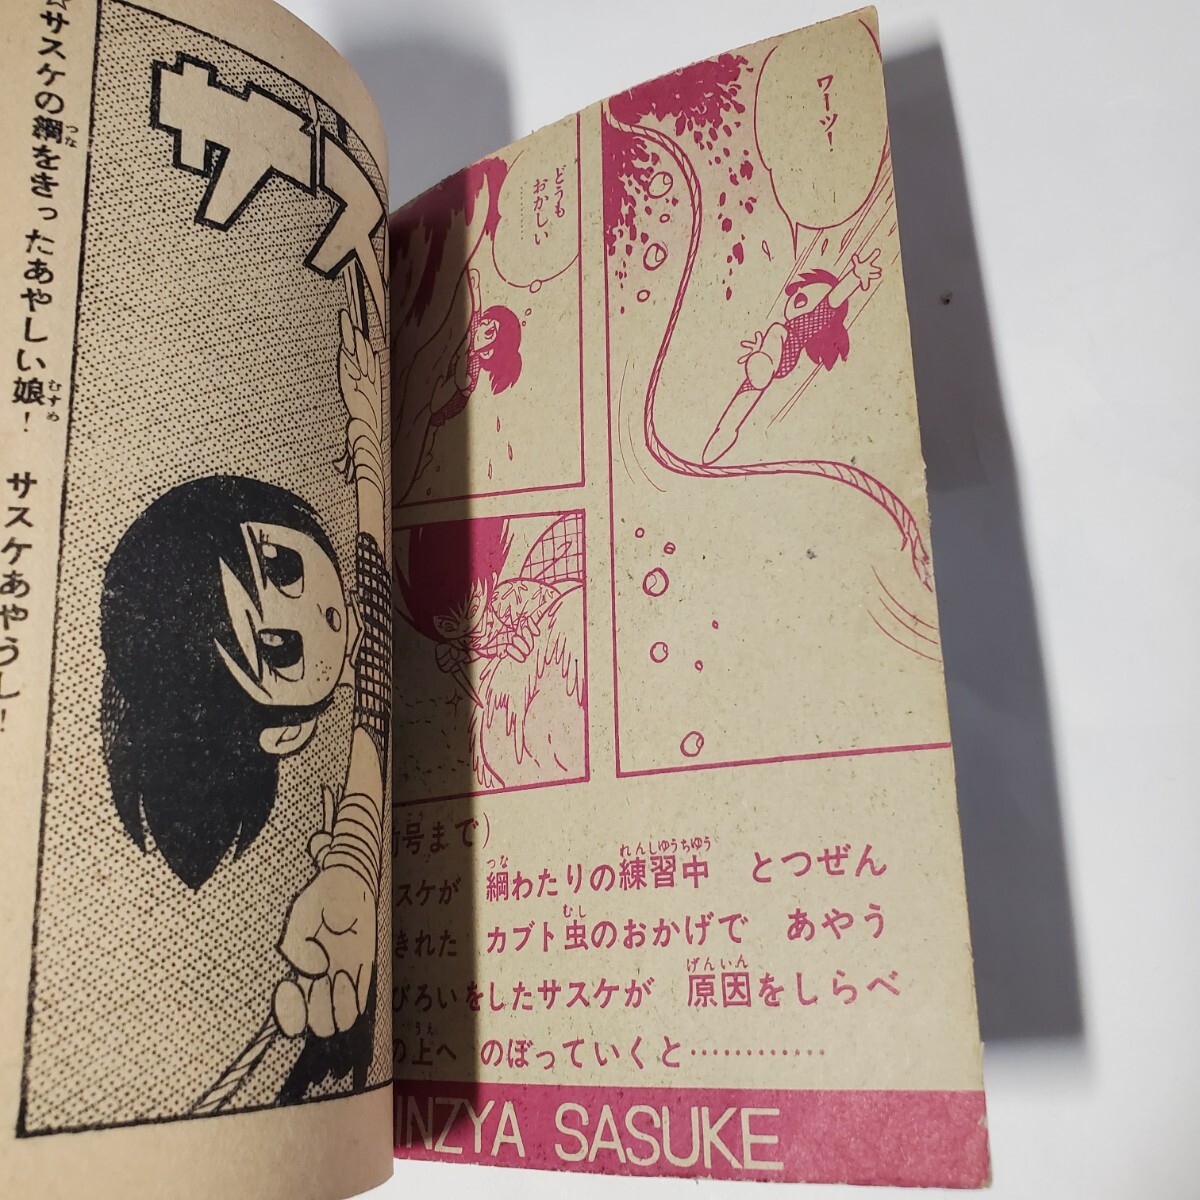 ワーッ!
どうも
おかしい
………
号まで)
スケが 綱わたりの練習中 とつぜん
きれた カブト虫のおかげで あやう
びろいをしたサスケが 原因をしらべ
の上へ のぼっていくと…………
INZYA SASUKE
サス
☆サスケの綱をきったあやしい娘! サスケあやうし!